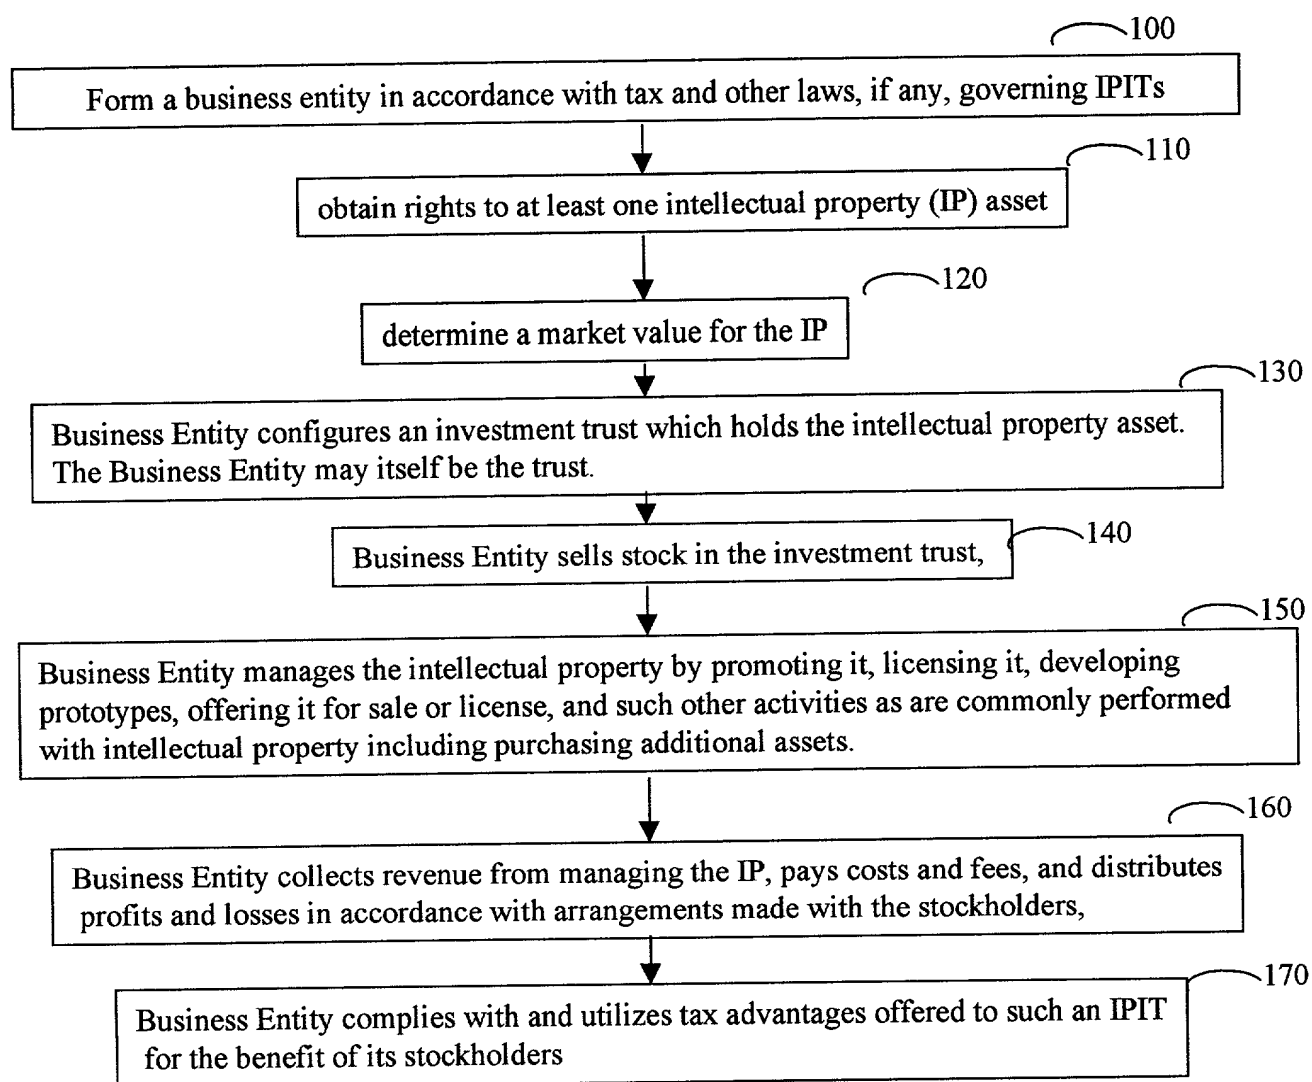 100
Form a business entity in accordance with tax and other laws, if any, governing IPITs
110
obtain rights to at least one intellectual property (IP) asset
120
determine a market value for the IP
130
Business Entity configures an investment trust which holds the intellectual property asset.
The Business Entity may itself be the trust.
140
Business Entity sells stock in the investment trust,
150
Business Entity manages the intellectual property by promoting it, licensing it, developing
prototypes, offering it for sale or license, and such other activities as are commonly performed
with intellectual property including purchasing additional assets.
160
Business Entity collects revenue from managing the IP, pays costs and fees, and distributes
profits and losses in accordance with arrangements made with the stockholders,
170
Business Entity complies with and utilizes tax advantages offered to such an IPIT
for the benefit of its stockholders